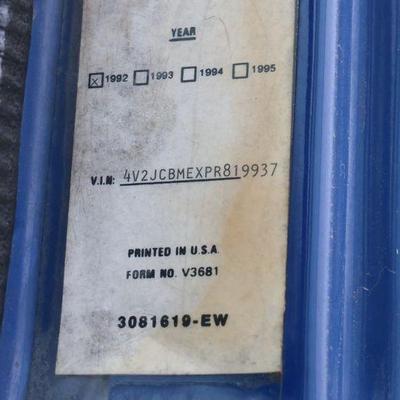 YEAR
☒1992 ☐1993 ☐1994 ☐1995
V.I.N: 4V2JCBMEXPR819937
PRINTED IN U.S.A.
FORM NO. V3681
3081619-EW